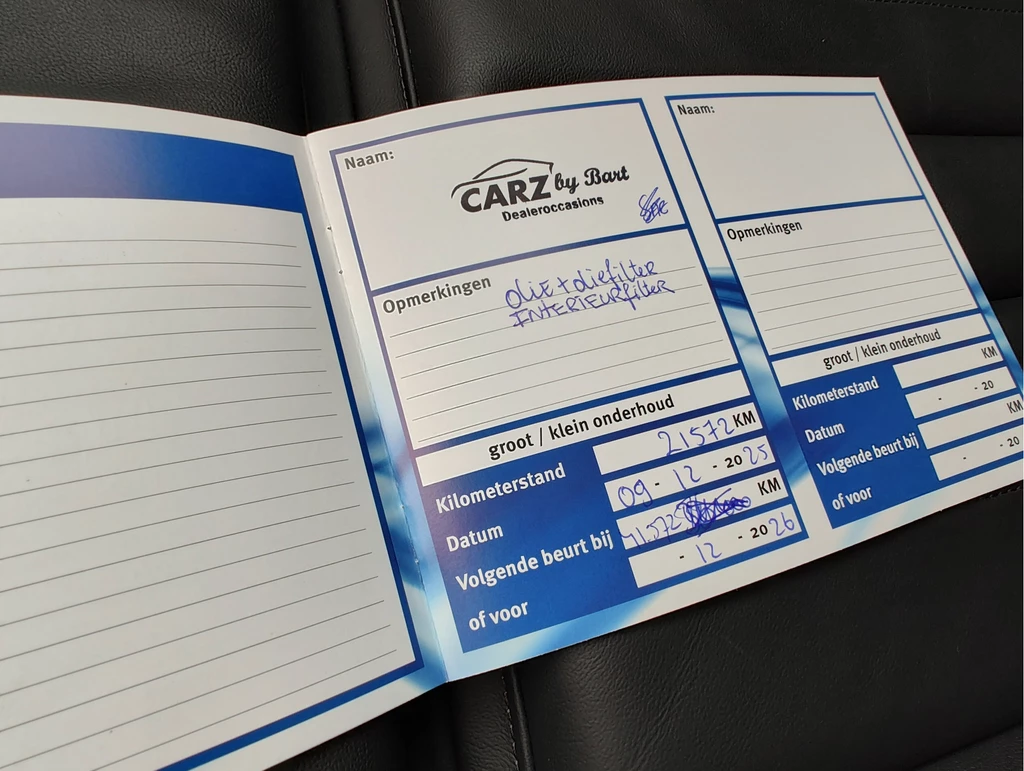 Naam:
CARZ by Bart
Dealeroccasions
Opmerkingen
olie + oliefilter
INTERIEURfilter
groot / klein onderhoud
Kilometerstand 21572 KM
Datum 09 - 12 - 2025
Volgende beurt bij 41.572 KM
of voor - 12 - 2026
Naam:
Opmerkingen
groot / klein onderhoud
Kilometerstand KM
Datum - - 20
Volgende beurt bij KM
of voor - - 20